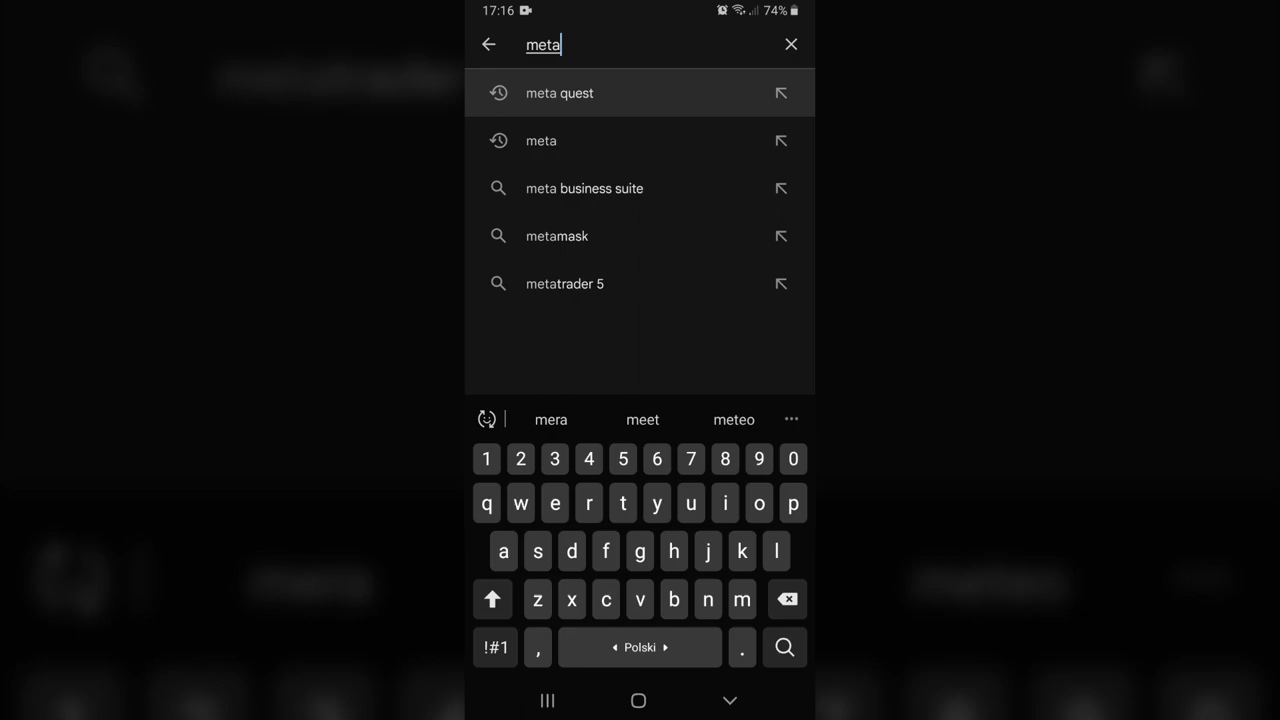 17:16 74%
meta
meta quest
meta
meta business suite
metamask
metatrader 5
mera meet meteo
1 2 3 4 5 6 7 8 9 0
q w e r t y u i o p
a s d f g h j k l
z x c v b n m
!#1 , Polski .